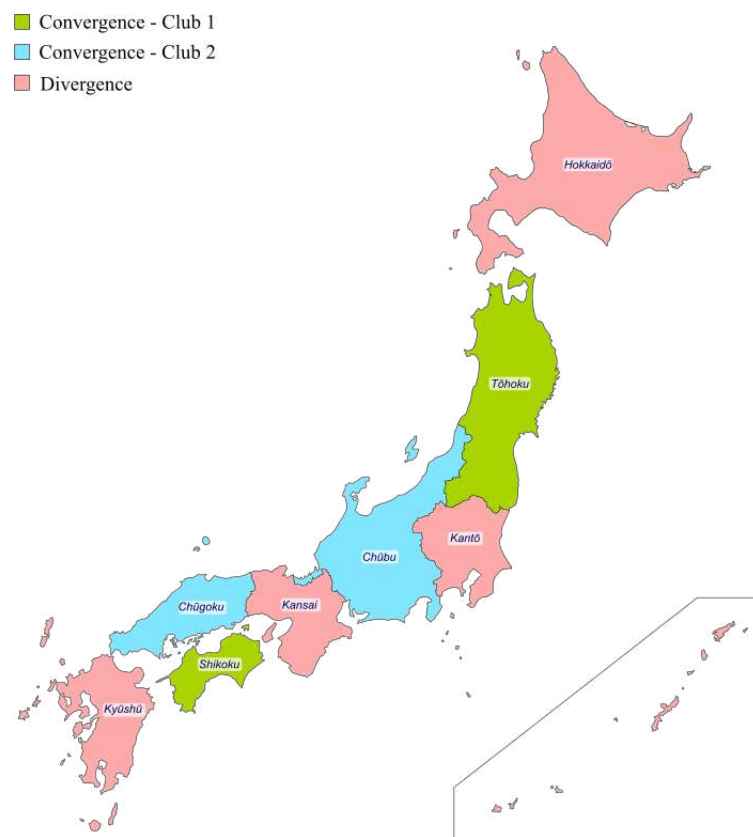 Convergence - Club 1
Convergence - Club 2
Divergence
Hokkaidō
Tōhoku
Kantō
Chūbu
Chūgoku
Kansai
Shikoku
Kyūshū